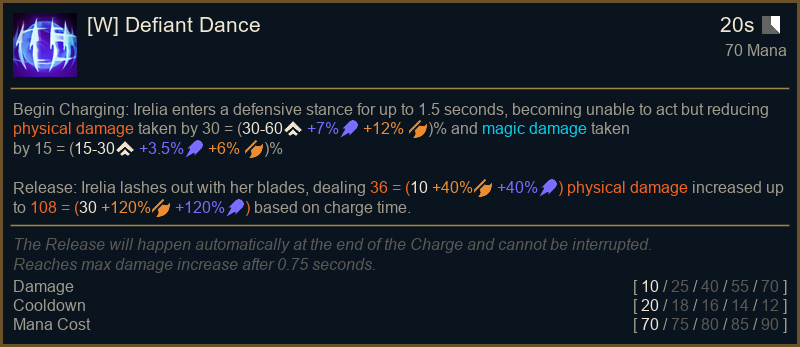 [W] Defiant Dance
20s
70 Mana
Begin Charging: Irelia enters a defensive stance for up to 1.5 seconds, becoming unable to act but reducing
physical damage taken by 30 = (30-60 +7% +12% )% and magic damage taken
by 15 = (15-30 +3.5% +6% )%
Release: Irelia lashes out with her blades, dealing 36 = (10 +40% +40% ) physical damage increased up
to 108 = (30 +120% +120% ) based on charge time.
The Release will happen automatically at the end of the Charge and cannot be interrupted.
Reaches max damage increase after 0.75 seconds.
Damage [ 10 / 25 / 40 / 55 / 70 ]
Cooldown [ 20 / 18 / 16 / 14 / 12 ]
Mana Cost [ 70 / 75 / 80 / 85 / 90 ]